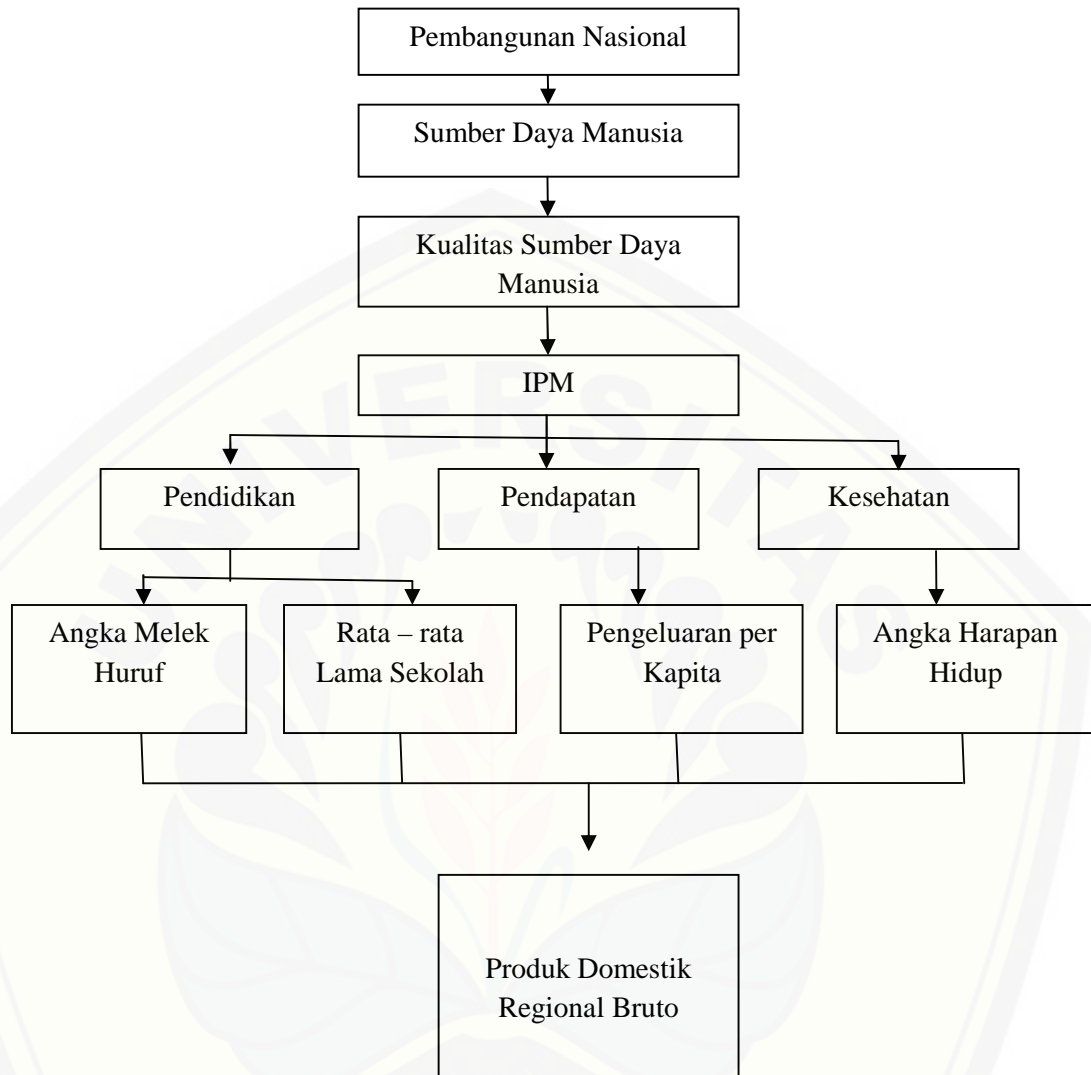 Pembangunan Nasional
Sumber Daya Manusia
Kualitas Sumber Daya
Manusia
IPM
UNIVERSITAS
Pendidikan
Pendapatan
Kesehatan
Angka Melek
Huruf
Rata – rata
Lama Sekolah
Pengeluaran per
Kapita
Angka Harapan
Hidup
Produk Domestik
Regional Bruto